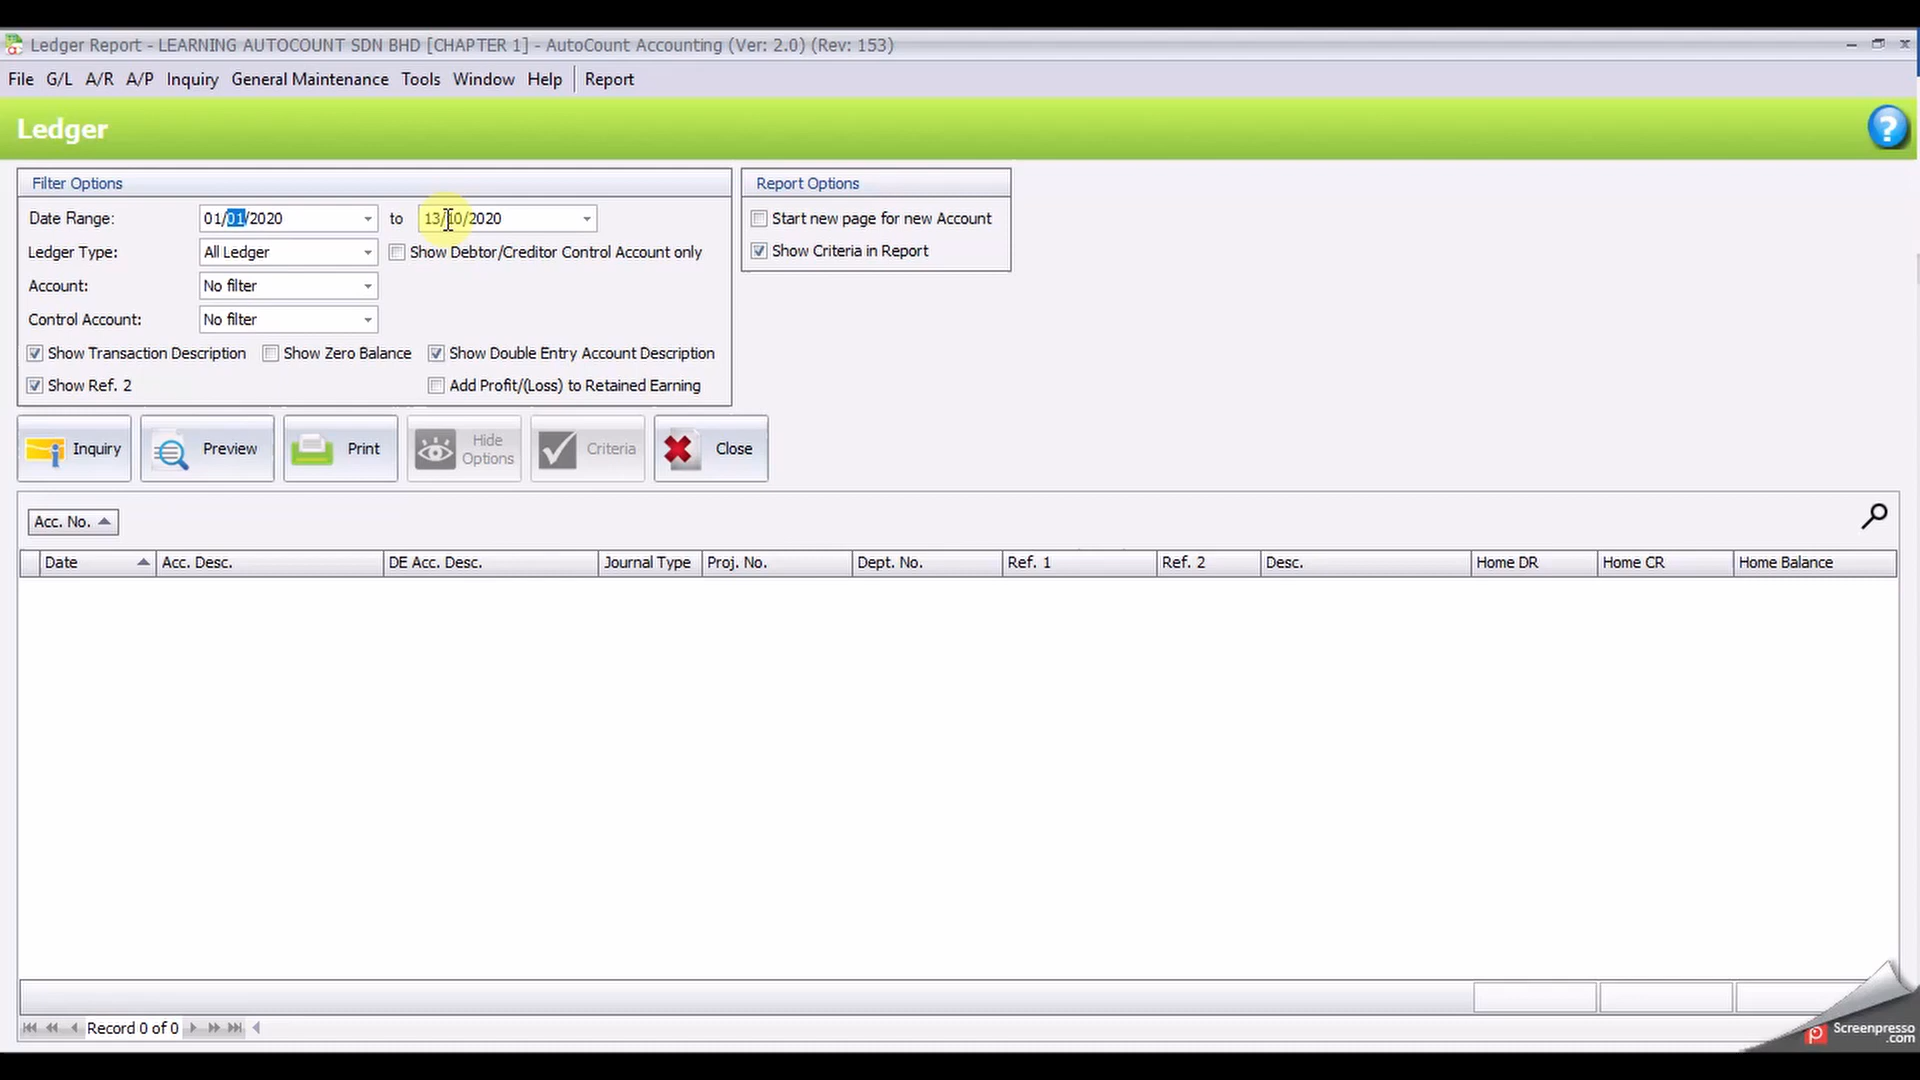 Ledger Report - LEARNING AUTOCOUNT SDN BHD [CHAPTER 1] - AutoCount Accounting (Ver: 2.0) (Rev: 153)
File G/L A/R A/P Inquiry General Maintenance Tools Window Help Report
Ledger
?
Filter Options
Date Range: 01/01/2020 to 13/10/2020
Ledger Type: All Ledger Show Debtor/Creditor Control Account only
Account: No filter
Control Account: No filter
Show Transaction Description Show Zero Balance Show Double Entry Account Description
Show Ref. 2 Add Profit/(Loss) to Retained Earning
Report Options
Start new page for new Account
Show Criteria in Report
Inquiry Preview Print Hide Options Criteria Close
Acc. No.
Date Acc. Desc. DE Acc. Desc. Journal Type Proj. No. Dept. No. Ref. 1 Ref. 2 Desc. Home DR Home CR Home Balance
Record 0 of 0
Screenpresso
.com